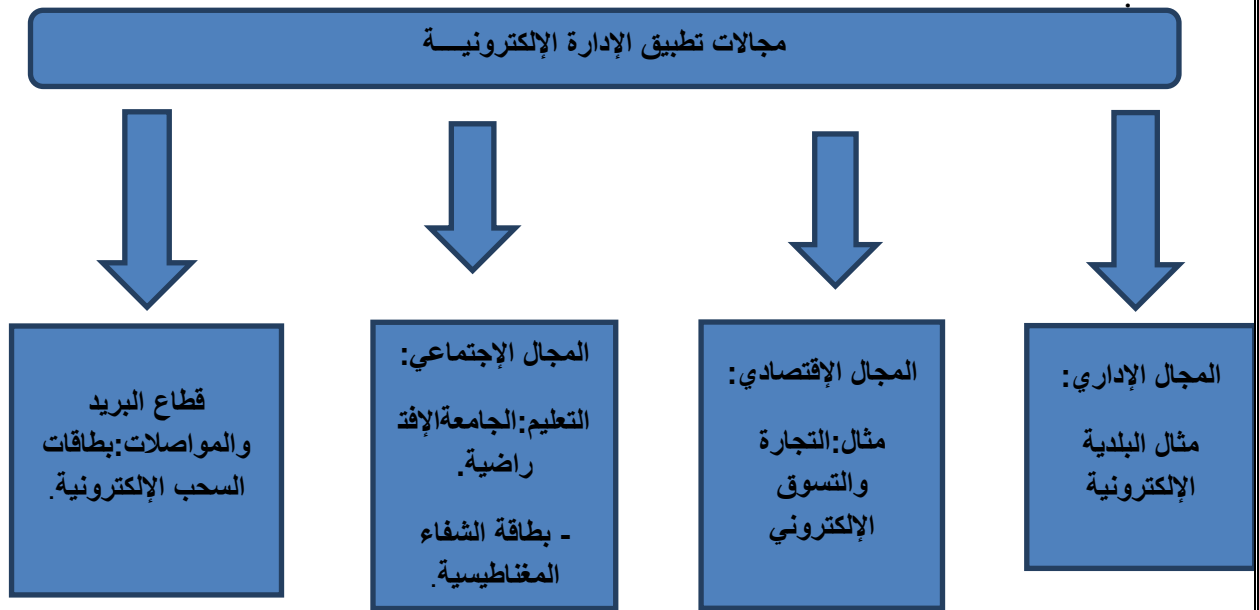 مجالات تطبيق الإدارة الإلكترونيـــة
المجال الإداري:
مثال البلدية
الإلكترونية
المجال الإقتصادي:
مثال:التجارة
والتسوق
الإلكتروني
المجال الإجتماعي:
التعليم:الجامعةالإفت
راضية.
- بطاقة الشفاء
المغناطيسية.
قطاع البريد
والمواصلات:بطاقات
السحب الإلكترونية.